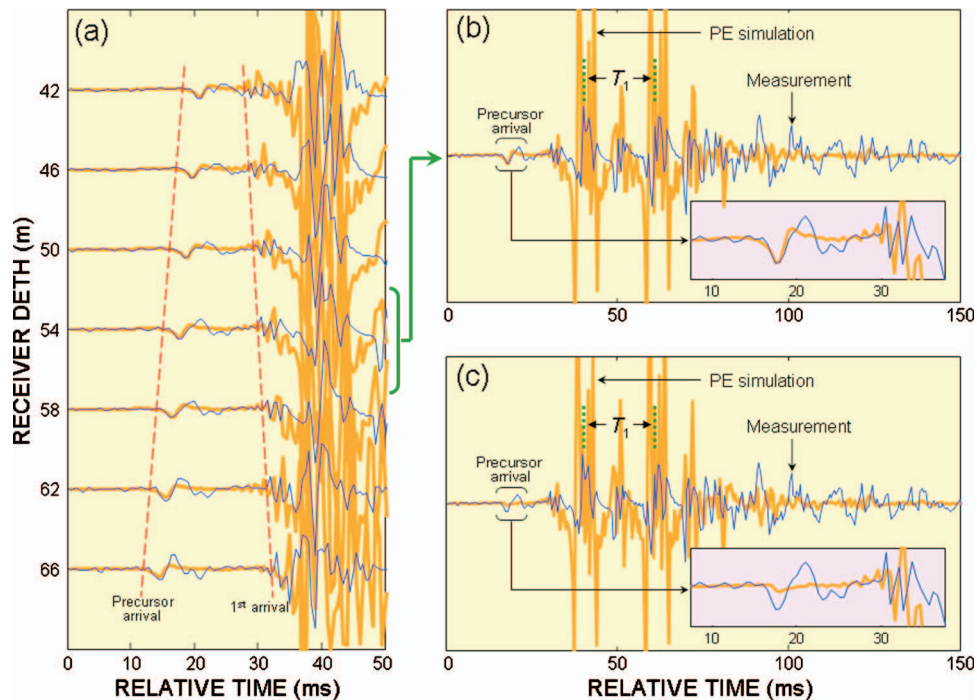 (a)
RECEIVER DETH (m)
42
46
50
54
58
62
66
Precursor
arrival
1st arrival
0 10 20 30 40 50
RELATIVE TIME (ms)
(b)
PE simulation
T1
Measurement
Precursor
arrival
10 20 30
0 50 100 150
(c)
PE simulation
T1
Measurement
Precursor
arrival
10 20 30
0 50 100 150
RELATIVE TIME (ms)